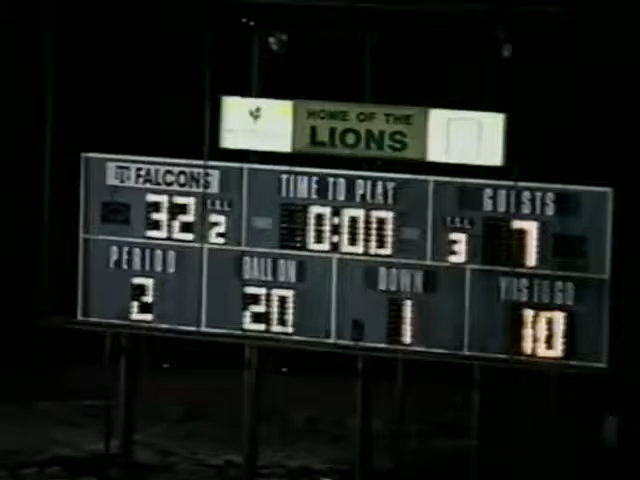 HOME OF THE
LIONS
FALCONS
TIME TO PLAY
GUESTS
32
T.O.L
2
0:00
T.O.L
3
7
PERIOD
BALL ON
DOWN
YDS TO GO
2
20
1
10